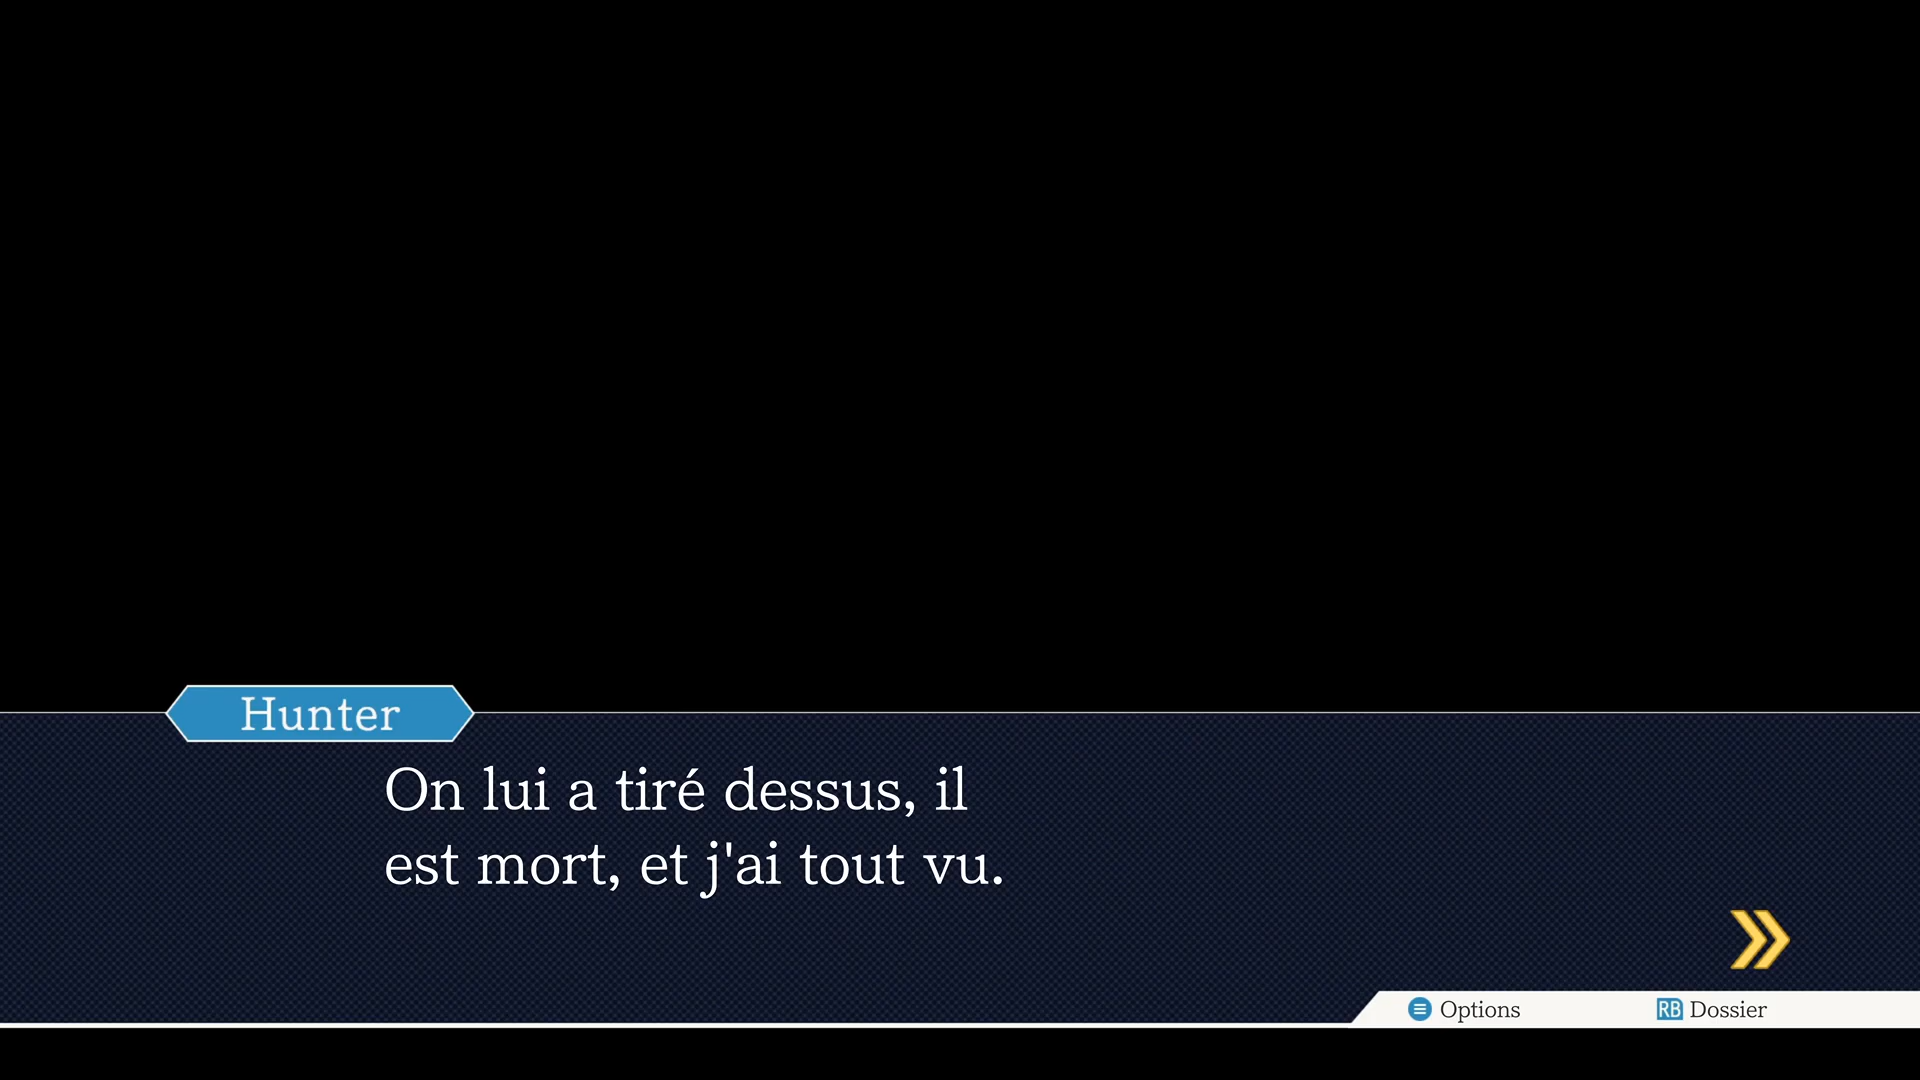 Hunter
On lui a tiré dessus, il
est mort, et j'ai tout vu.
Options
RB Dossier